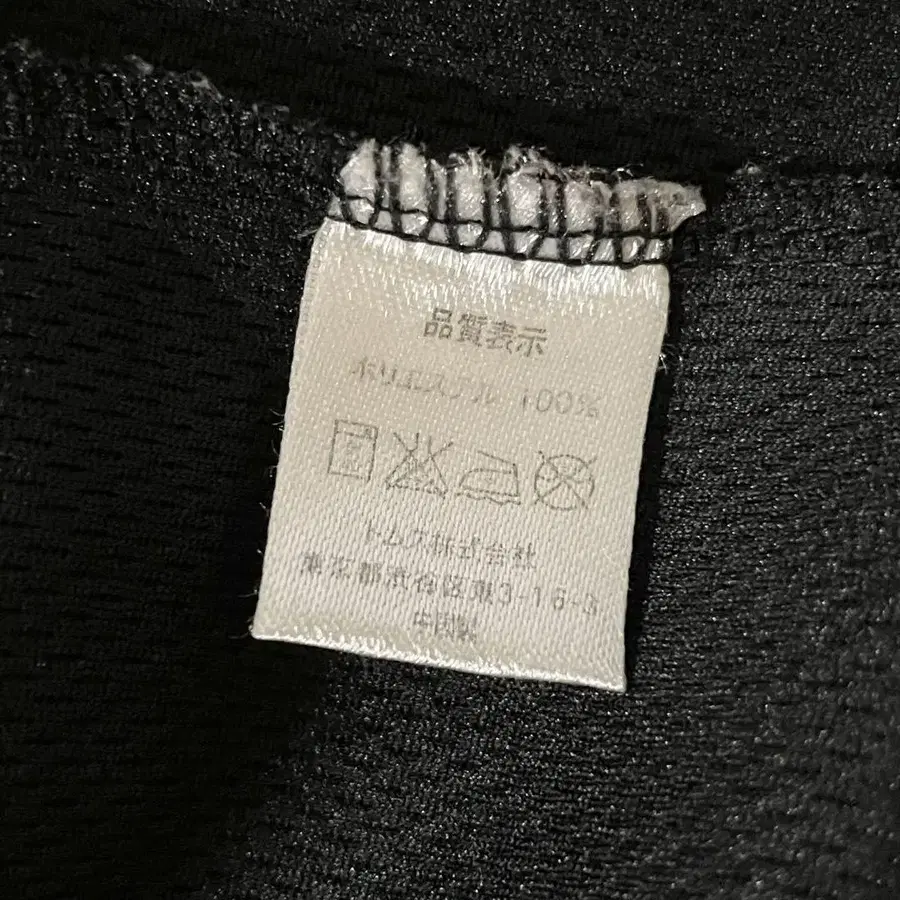 品質表示
ポリエステル 100%
トムス株式会社
東京都渋谷区東3-16-3
中国製